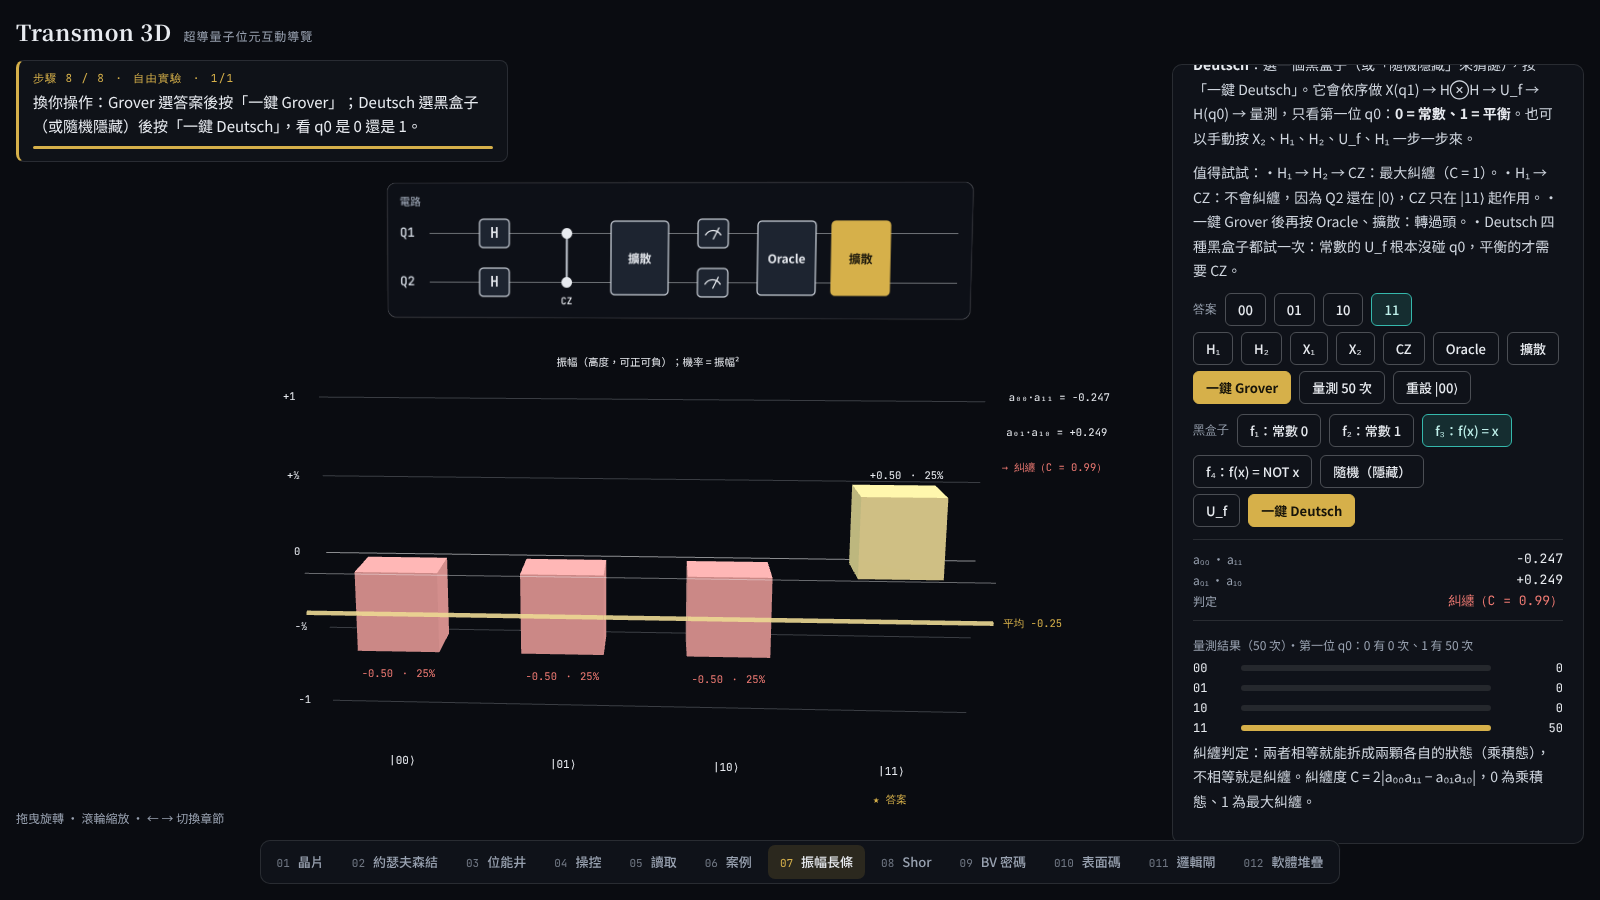 Transmon 3D 超導量子位元互動導覽
步驟 8 / 8 · 自由實驗 · 1/1
換你操作：Grover 選答案後按「一鍵 Grover」；Deutsch 選黑盒子
（或隨機隱藏）後按「一鍵 Deutsch」，看 q0 是 0 還是 1。
電路
Q1 H
Q2 H
CZ
擴散
Oracle
擴散
振幅（高度，可正可負）；機率 = 振幅²
+1
+½
0
-½
-1
a₀₀·a₁₁ = -0.247
a₀₁·a₁₀ = +0.249
→ 糾纏（C = 0.99）
+0.50 · 25%
平均 -0.25
-0.50 · 25%
-0.50 · 25%
-0.50 · 25%
|00⟩
|01⟩
|10⟩
|11⟩
★ 答案
拖曳旋轉 · 滾輪縮放 · ← → 切換章節
Deutsch：選一個黑盒子（或「隨機隱藏」來猜謎），按
「一鍵 Deutsch」。它會依序做 X(q1) → H⊗H → U_f →
H(q0) → 量測，只看第一位 q0：0 = 常數、1 = 平衡。也可
以手動按 X₂、H₁、H₂、U_f、H₁ 一步一步來。
值得試試：・H₁ → H₂ → CZ：最大糾纏（C = 1）。・H₁ →
CZ：不會糾纏，因為 Q2 還在 |0⟩，CZ 只在 |11⟩ 起作用。・
一鍵 Grover 後再按 Oracle、擴散：轉過頭。・Deutsch 四
種黑盒子都試一次：常數的 U_f 根本沒碰 q0，平衡的才需
要 CZ。
答案 00 01 10 11
H₁ H₂ X₁ X₂ CZ Oracle 擴散
一鍵 Grover 量測 50 次 重設 |00⟩
黑盒子 f₁：常數 0 f₂：常數 1 f₃：f(x) = x
f₄：f(x) = NOT x 隨機（隱藏）
U_f 一鍵 Deutsch
a₀₀ · a₁₁ -0.247
a₀₁ · a₁₀ +0.249
判定 糾纏（C = 0.99）
量測結果（50 次）· 第一位 q0：0 有 0 次、1 有 50 次
00 0
01 0
10 0
11 50
糾纏判定：兩者相等就能拆成兩顆各自的狀態（乘積態），
不相等就是糾纏。糾纏度 C = 2|a₀₀a₁₁ − a₀₁a₁₀|，0 為乘積
態、1 為最大糾纏。
01 晶片 02 約瑟夫森結 03 位能井 04 操控 05 讀取 06 案例 07 振幅長條 08 Shor 09 BV 密碼 010 表面碼 011 邏輯閘 012 軟體堆疊